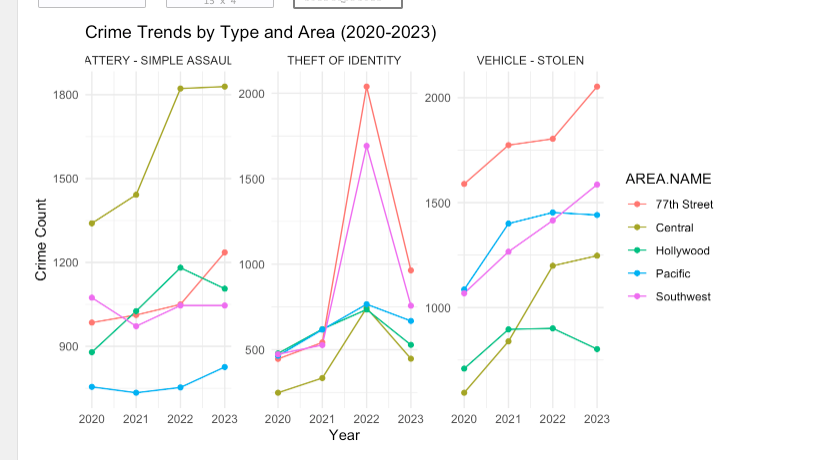 Crime Trends by Type and Area (2020-2023)
ATTERY - SIMPLE ASSAUL
THEFT OF IDENTITY
VEHICLE - STOLEN
1800
1500
1200
900
2000
1500
1000
500
2000
1500
1000
2020 2021 2022 2023
2020 2021 2022 2023
2020 2021 2022 2023
Crime Count
Year
AREA.NAME
77th Street
Central
Hollywood
Pacific
Southwest